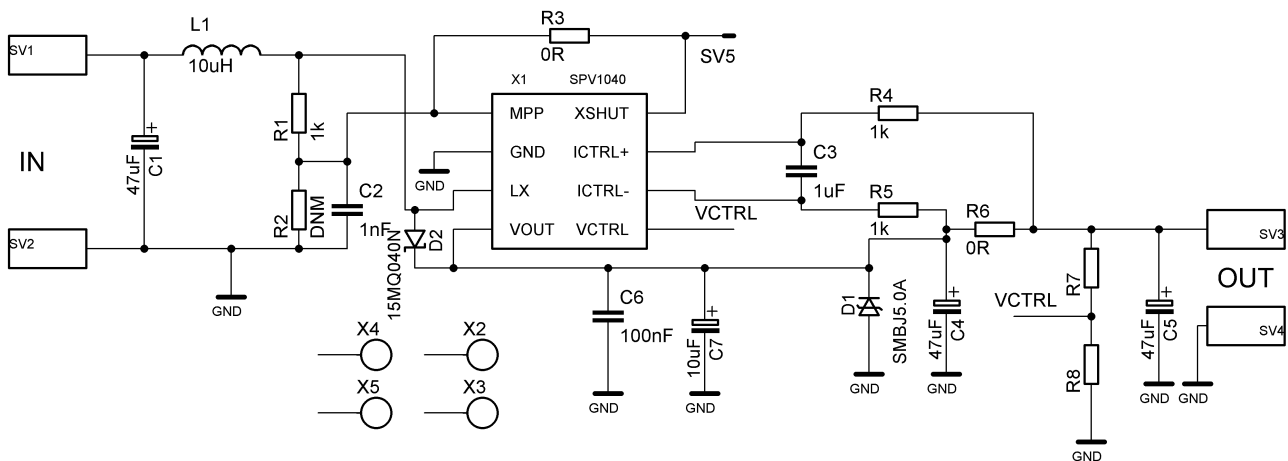 SV1
L1
10uH
R3
0R
SV5
X1 SPV1040
MPP XSHUT
GND ICTRL+
LX ICTRL-
VOUT VCTRL
IN
47uF
C1
R1
1k
R2
DNM
C2
1nF
GND
GND
SV2
15MQ040N
D2
R4
1k
C3
1uF
VCTRL
R5
1k
R6
0R
C6
100nF
GND
10uF
C7
GND
D1
SMBJ5.0A
GND
47uF
C4
GND
VCTRL
R7
R8
GND
47uF
C5
GND
SV3
OUT
SV4
GND
X4
X2
X5
X3